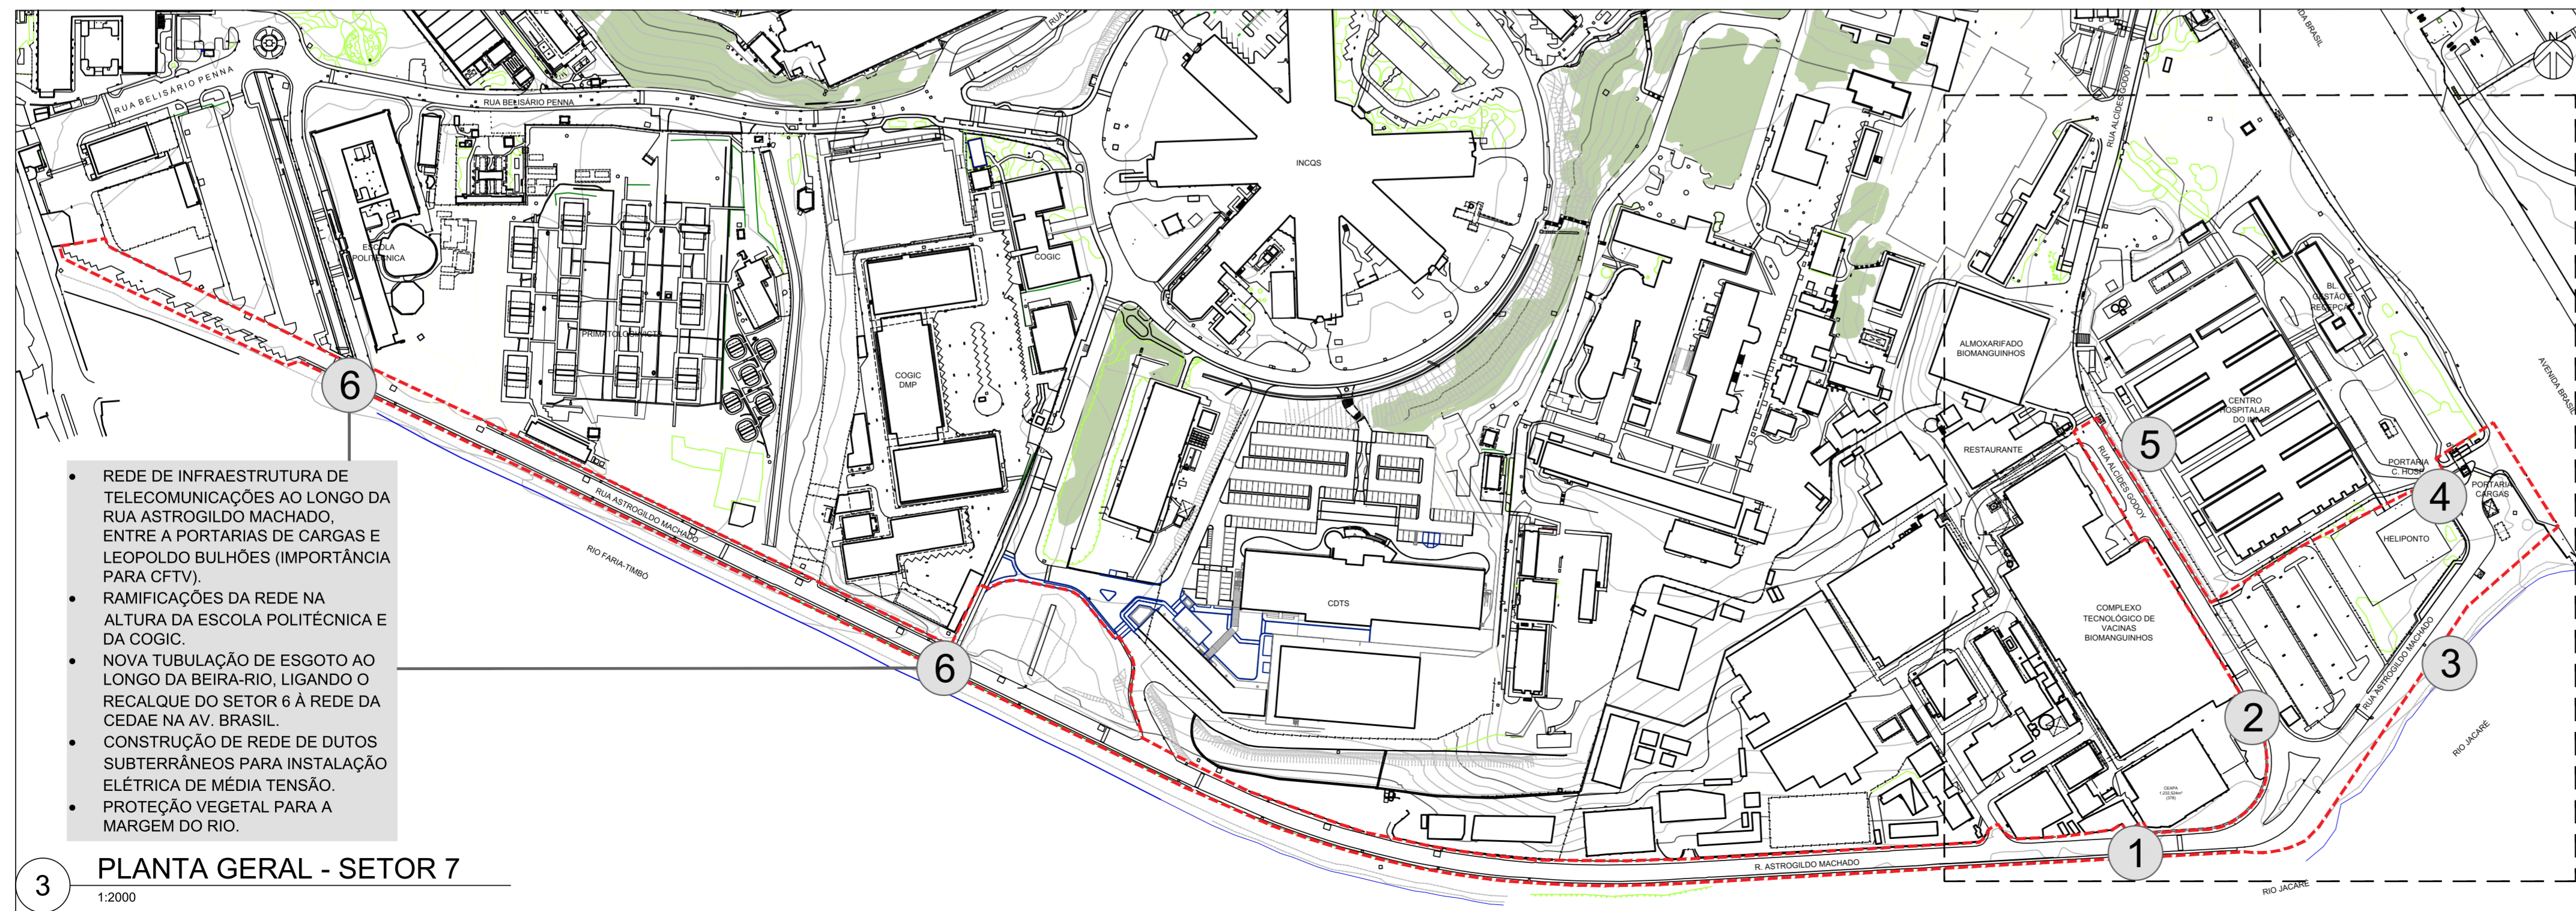 ETE
RUA BELISÁRIO PENNA
RUA BELISÁRIO PENNA
ESCOLA
POLITÉCNICA
COGIC
COGIC
DMP
INCQS
CDTS
RUA ALCIDES GODOY
ALMOXARIFADO
BIOMANGUINHOS
RESTAURANTE
BL.
GESTÃO E
RECEPÇÃO
CENTRO
HOSPITALAR
DO INI
AVENIDA BRASIL
PORTARIA
C. HOSP.
PORTARIA
CARGAS
HELIPONTO
RUA ALCIDES GODOY
COMPLEXO
TECNOLÓGICO DE
VACINAS
BIOMANGUINHOS
RUA ASTROGILDO MACHADO
RIO JACARÉ
RIO JACARÉ
R. ASTROGILDO MACHADO
RUA ASTROGILDO MACHADO
RIO FARIA-TIMBÓ
N
6
6
5
4
3
2
1
• REDE DE INFRAESTRUTURA DE
TELECOMUNICAÇÕES AO LONGO DA
RUA ASTROGILDO MACHADO,
ENTRE A PORTARIAS DE CARGAS E
LEOPOLDO BULHÕES (IMPORTÂNCIA
PARA CFTV).
• RAMIFICAÇÕES DA REDE NA
ALTURA DA ESCOLA POLITÉCNICA E
DA COGIC.
• NOVA TUBULAÇÃO DE ESGOTO AO
LONGO DA BEIRA-RIO, LIGANDO O
RECALQUE DO SETOR 6 À REDE DA
CEDAE NA AV. BRASIL.
• CONSTRUÇÃO DE REDE DE DUTOS
SUBTERRÂNEOS PARA INSTALAÇÃO
ELÉTRICA DE MÉDIA TENSÃO.
• PROTEÇÃO VEGETAL PARA A
MARGEM DO RIO.
3
PLANTA GERAL - SETOR 7
1:2000